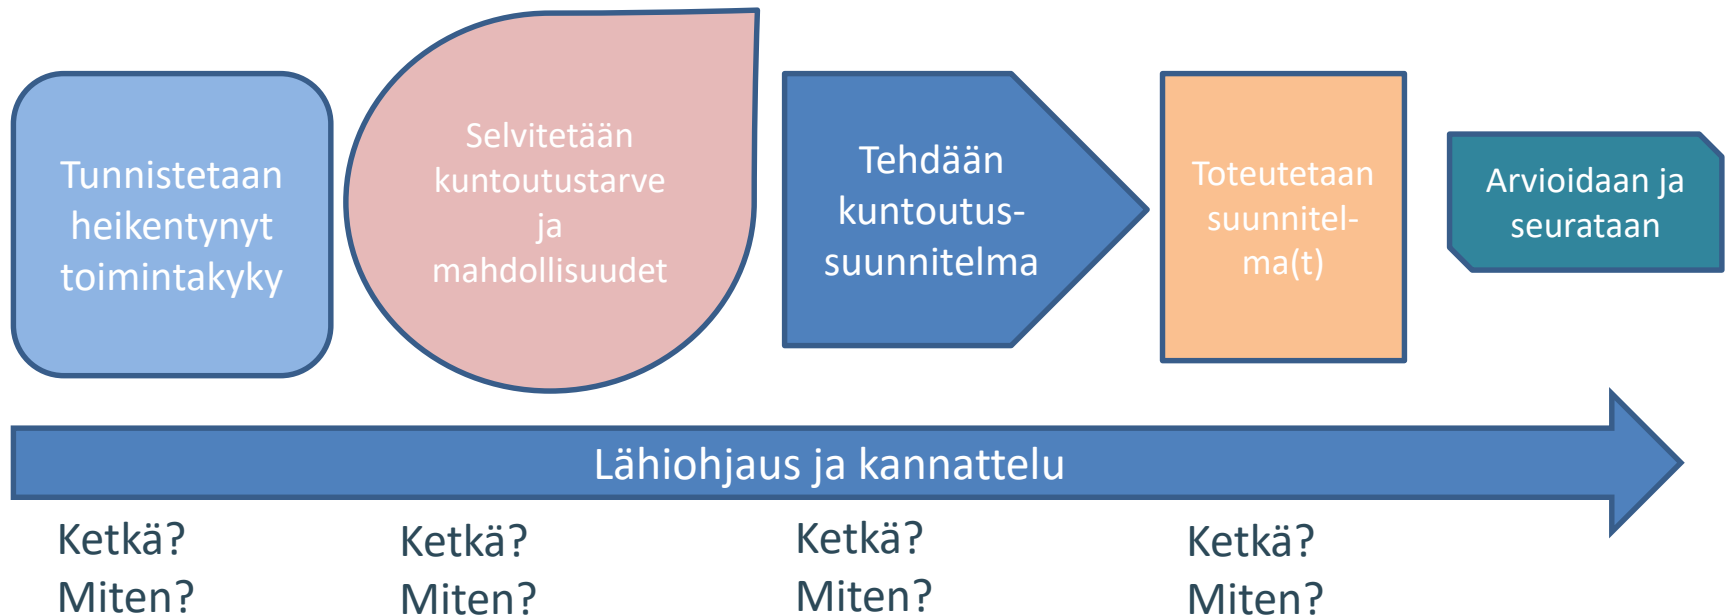 Tunnistetaan
heikentynyt
toimintakyky
Selvitetään
kuntoutustarve
ja
mahdollisuudet
Tehdään
kuntoutus-
suunnitelma
Toteutetaan
suunnitel-
ma(t)
Arvioidaan ja
seurataan
Lähiohjaus ja kannattelu
Ketkä?
Miten?
Ketkä?
Miten?
Ketkä?
Miten?
Ketkä?
Miten?